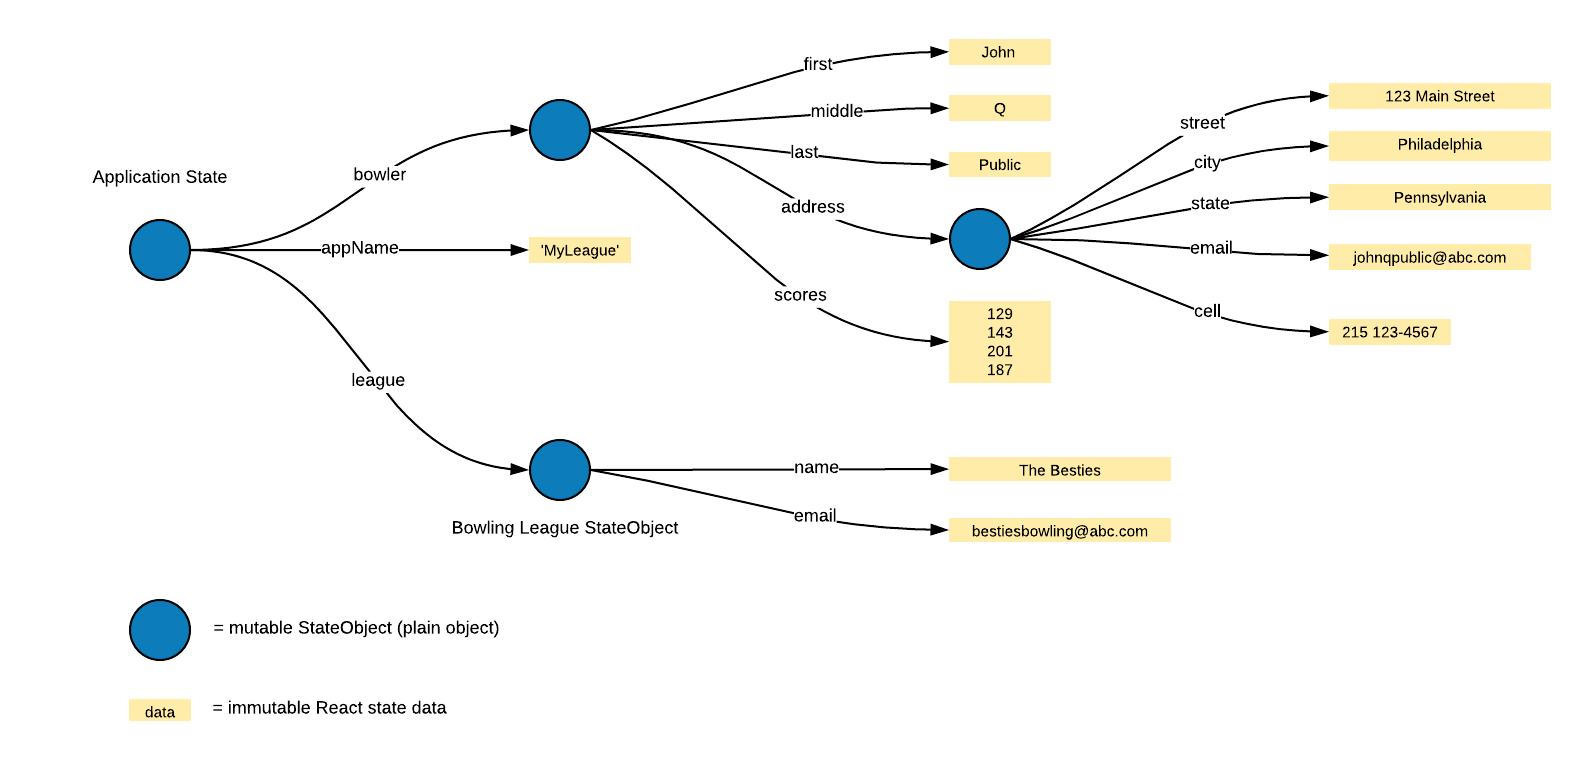 Application State
bowler
appName
league
'MyLeague'
first
middle
last
address
scores
John
Q
Public
129
143
201
187
street
city
state
email
cell
123 Main Street
Philadelphia
Pennsylvania
johnqpublic@abc.com
215 123-4567
name
email
The Besties
bestiesbowling@abc.com
Bowling League StateObject
= mutable StateObject (plain object)
data
= immutable React state data